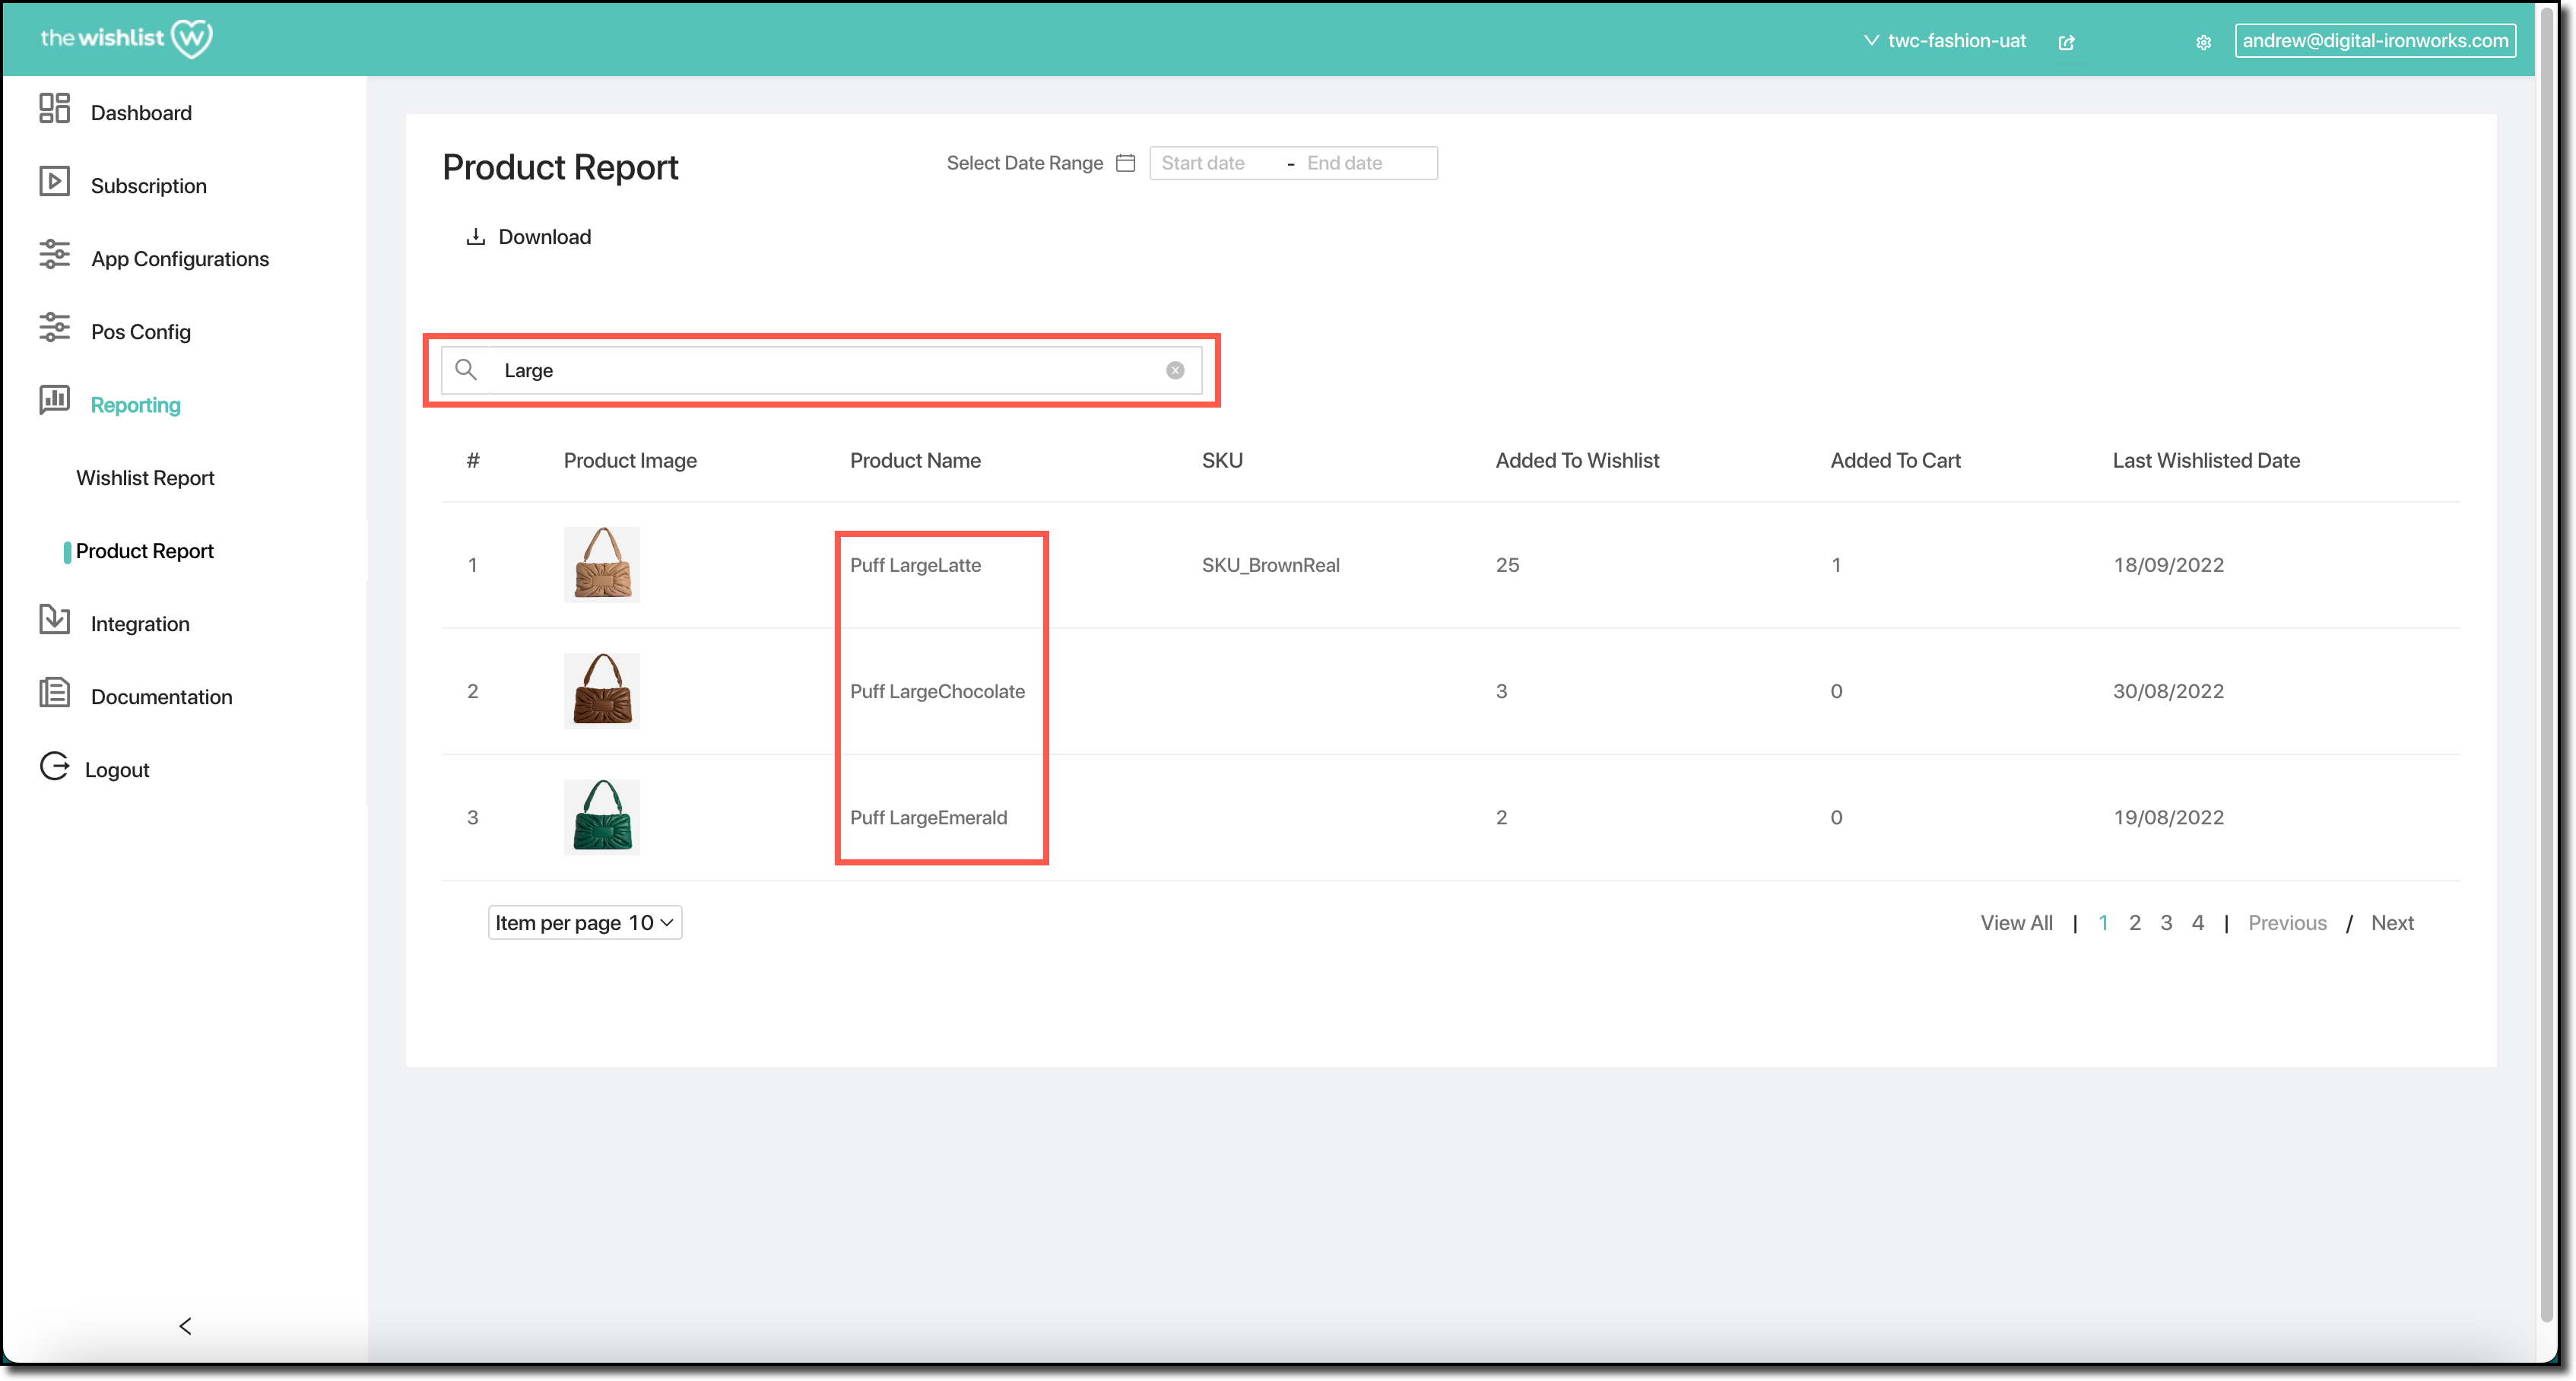 the wishlist W
twc-fashion-uat
andrew@digital-ironworks.com
Dashboard
Subscription
App Configurations
Pos Config
Reporting
Wishlist Report
Product Report
Integration
Documentation
Logout
Product Report
Select Date Range Start date - End date
Download
Large
# Product Image Product Name SKU Added To Wishlist Added To Cart Last Wishlisted Date
1 Puff LargeLatte SKU_BrownReal 25 1 18/09/2022
2 Puff LargeChocolate 3 0 30/08/2022
3 Puff LargeEmerald 2 0 19/08/2022
Item per page 10
View All | 1 2 3 4 | Previous / Next